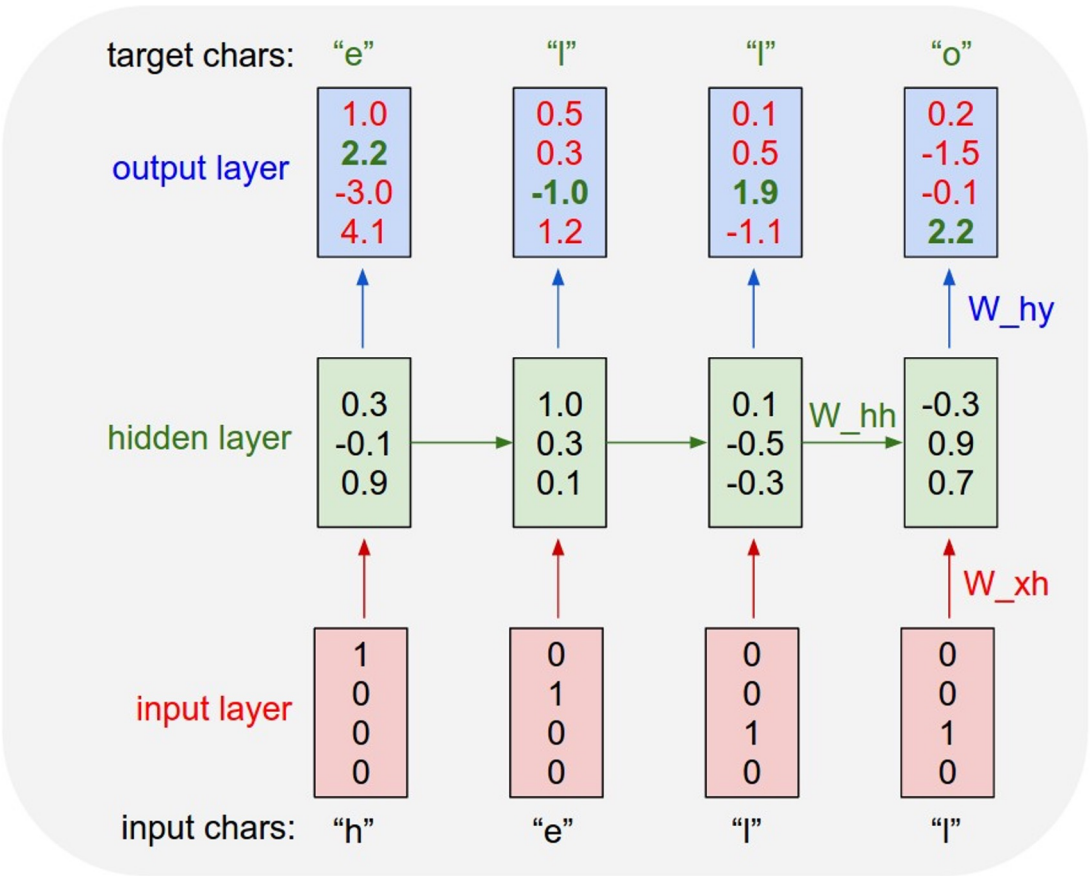 target chars: “e” “l” “l” “o”
output layer
1.0 0.5 0.1 0.2
2.2 0.3 0.5 -1.5
-3.0 -1.0 1.9 -0.1
4.1 1.2 -1.1 2.2
W_hy
hidden layer
0.3 1.0 0.1 W_hh -0.3
-0.1 0.3 -0.5 0.9
0.9 0.1 -0.3 0.7
W_xh
input layer
1 0 0 0
0 1 0 0
0 0 1 1
0 0 0 0
input chars: “h” “e” “l” “l”